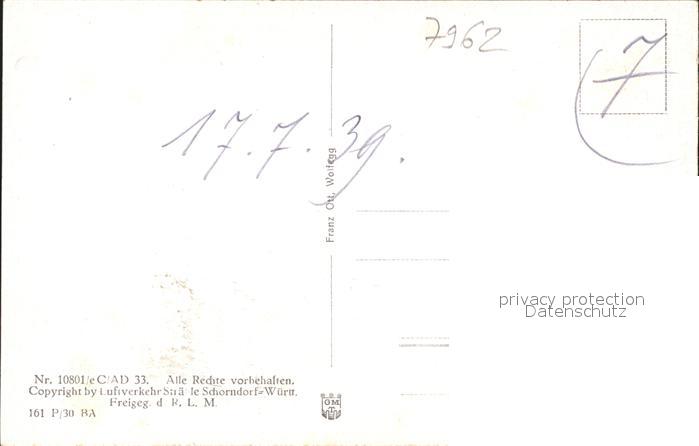 7962
7
17.7.39.
Franz Ott, Wolfegg
privacy protection
Datenschutz
Nr. 10801/e C/AD 33. Alle Rechte vorbehalten.
Copyright by Luftverkehr Strähle Schorndorf=Württ.
Freigeg. d. R. L. M.
161 P/30 BA
GM
T